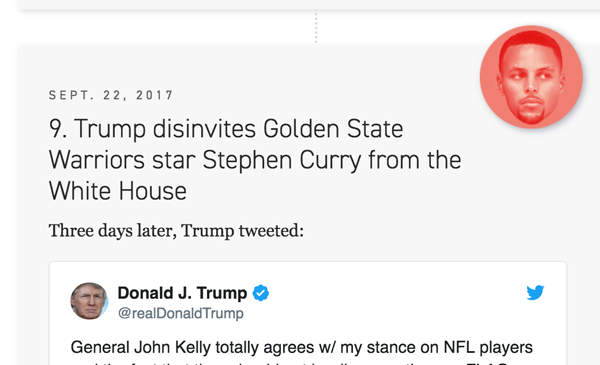 SEPT. 22, 2017
9. Trump disinvites Golden State
Warriors star Stephen Curry from the
White House
Three days later, Trump tweeted:
Donald J. Trump
@realDonaldTrump
General John Kelly totally agrees w/ my stance on NFL players